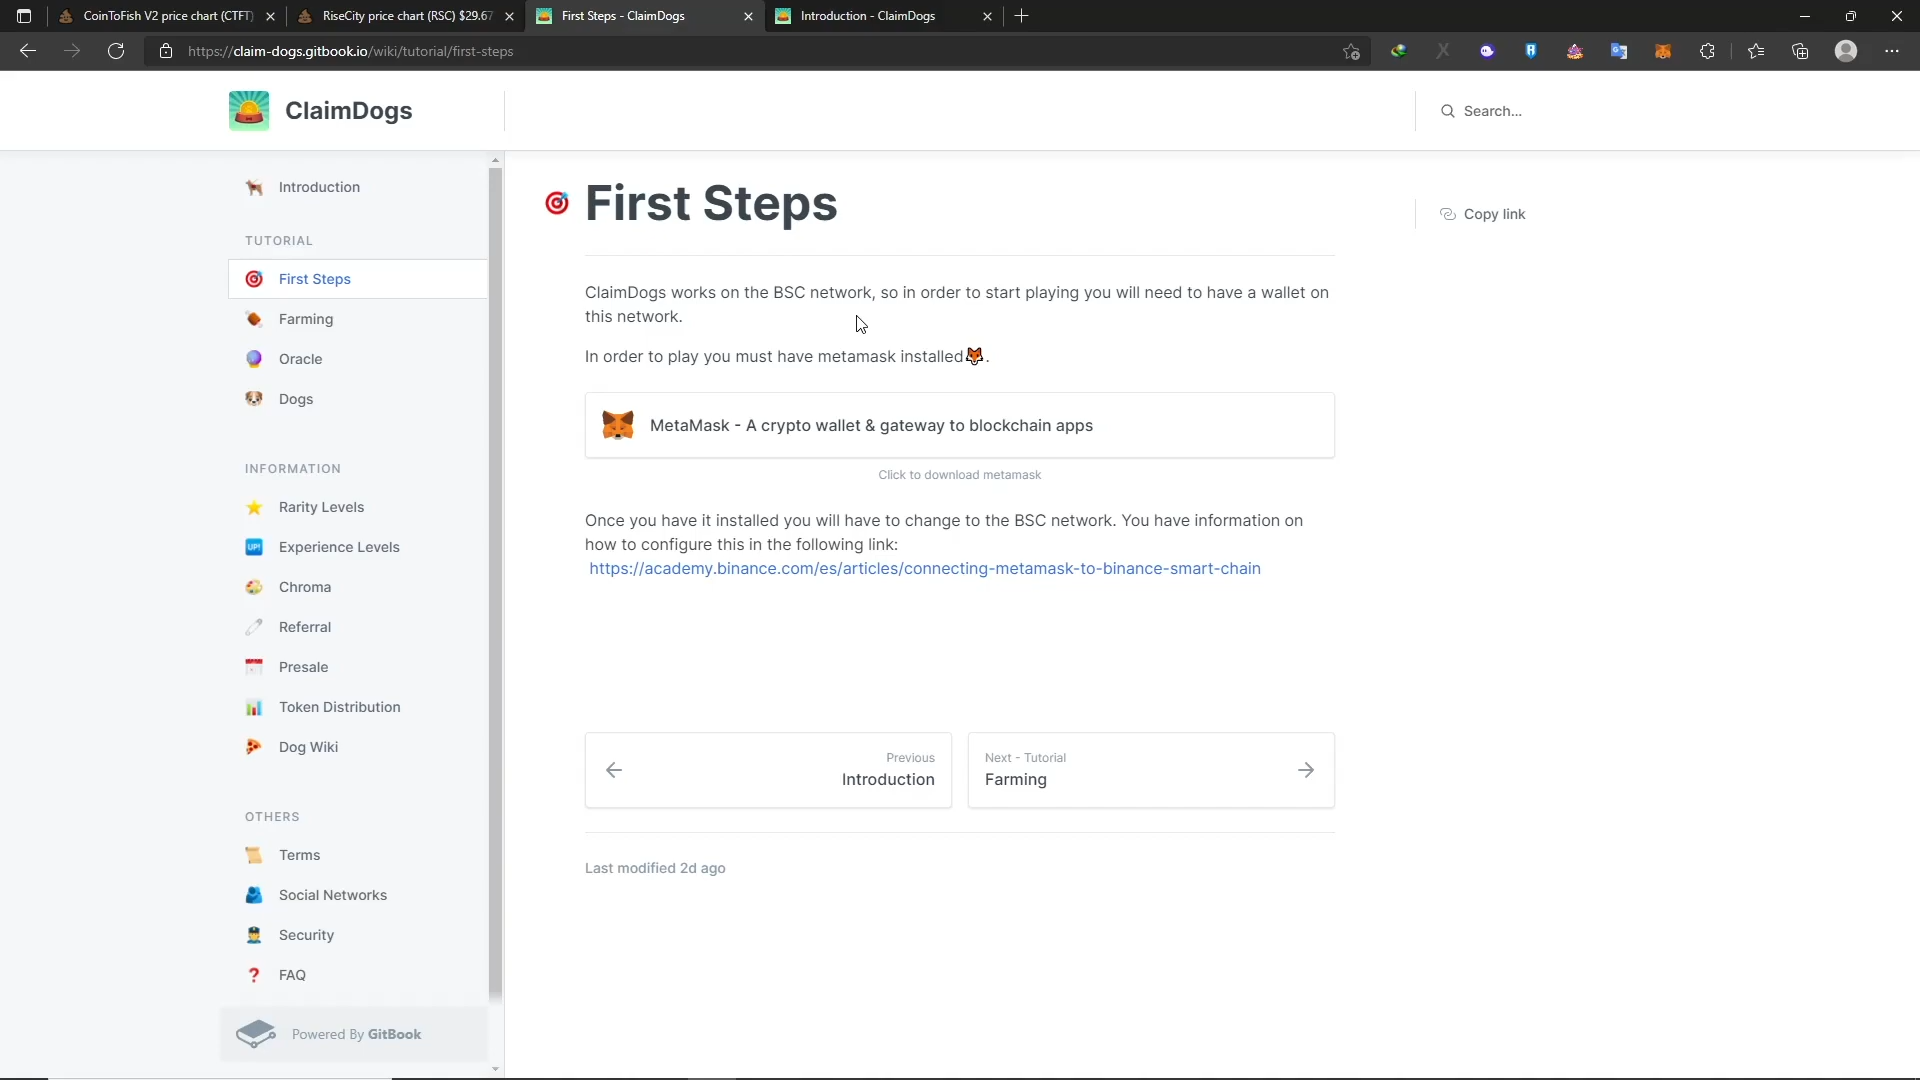 CoinToFish V2 price chart (CTFT)
RiseCity price chart (RSC) $29.67
First Steps - ClaimDogs
Introduction - ClaimDogs
https://claim-dogs.gitbook.io/wiki/tutorial/first-steps
ClaimDogs
Search...
Introduction
TUTORIAL
First Steps
Farming
Oracle
Dogs
INFORMATION
Rarity Levels
UP!
Experience Levels
Chroma
Referral
Presale
Token Distribution
Dog Wiki
OTHERS
Terms
Social Networks
Security
FAQ
Powered By GitBook
First Steps
Copy link
ClaimDogs works on the BSC network, so in order to start playing you will need to have a wallet on
this network.
In order to play you must have metamask installed🦊.
MetaMask - A crypto wallet & gateway to blockchain apps
Click to download metamask
Once you have it installed you will have to change to the BSC network. You have information on
how to configure this in the following link:
https://academy.binance.com/es/articles/connecting-metamask-to-binance-smart-chain
Previous
Introduction
Next - Tutorial
Farming
Last modified 2d ago